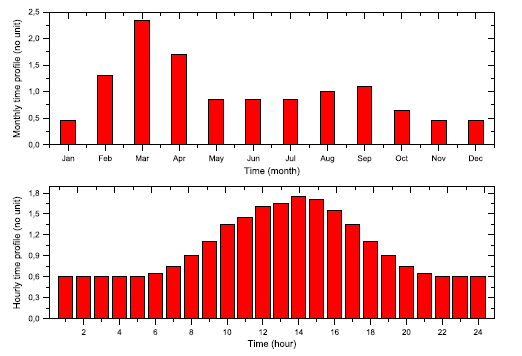 2,5
2,0
1,5
1,0
0,5
0,0
Monthly time profile (no unit)
Jan Feb Mar Apr May Jun Jul Aug Sep Oct Nov Dec
Time (month)
1,8
1,5
1,2
0,9
0,6
0,3
0,0
Hourly time profile (no unit)
2 4 6 8 10 12 14 16 18 20 22 24
Time (hour)